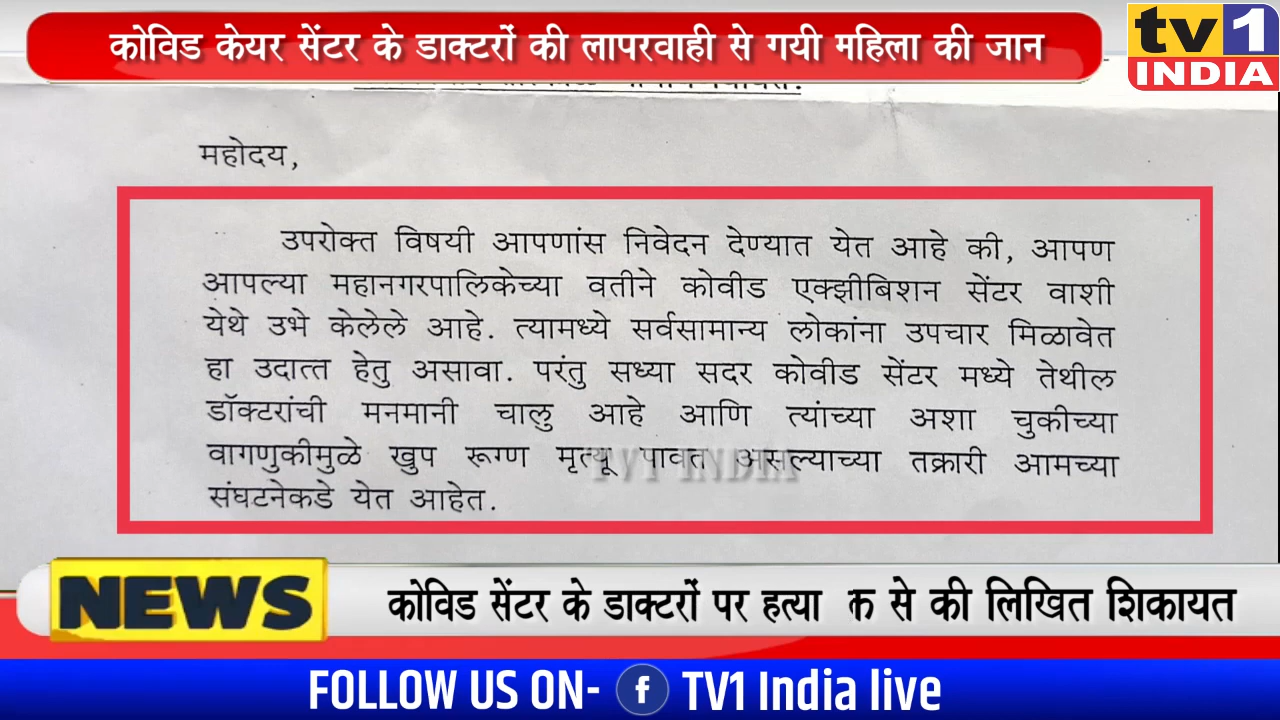 कोविड केयर सेंटर के डाक्टरों की लापरवाही से गयी महिला की जान
tv1
INDIA
महोदय,
उपरोक्त विषयी आपणांस निवेदन देण्यात येत आहे की, आपण
आपल्या महानगरपालिकेच्या वतीने कोवीड एक्झीबिशन सेंटर वाशी
येथे उभे केलेले आहे. त्यामध्ये सर्वसामान्य लोकांना उपचार मिळावेत
हा उदात्त हेतु असावा. परंतु सध्या सदर कोवीड सेंटर मध्ये तेथील
डॉक्टरांची मनमानी चालु आहे आणि त्यांच्या अशा चुकीच्या
वागणुकीमुळे खुप रूग्ण मृत्यू पावत असल्याच्या तक्रारी आमच्या
संघटनेकडे येत आहेत.
TV1 INDIA
NEWS
कोविड सेंटर के डाक्टरों पर हत्या से की लिखित शिकायत
FOLLOW US ON- f TV1 India live